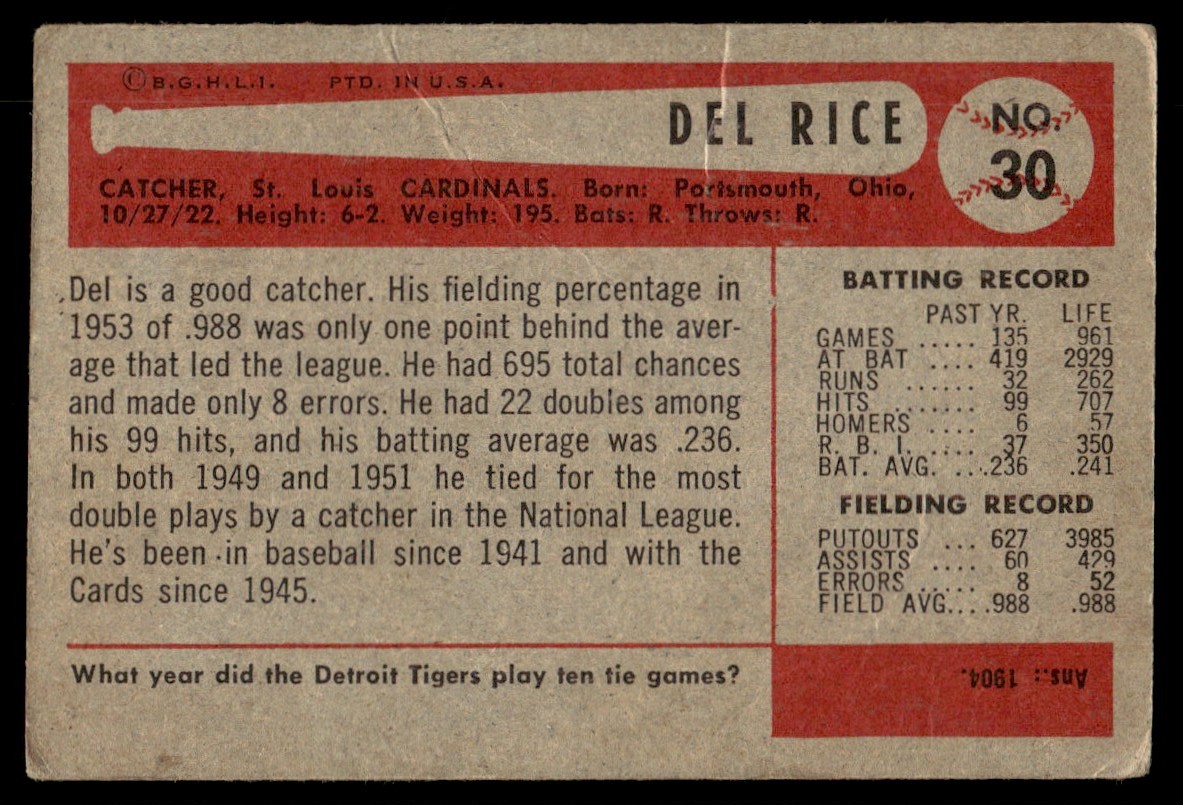 ©B.G.H.L.I. PTD. IN U.S.A.
DEL RICE
NO.
30
CATCHER, St. Louis CARDINALS. Born: Portsmouth, Ohio,
10/27/22. Height: 6-2. Weight: 195. Bats: R. Throws: R.
Del is a good catcher. His fielding percentage in
1953 of .988 was only one point behind the aver-
age that led the league. He had 695 total chances
and made only 8 errors. He had 22 doubles among
his 99 hits, and his batting average was .236.
In both 1949 and 1951 he tied for the most
double plays by a catcher in the National League.
He's been in baseball since 1941 and with the
Cards since 1945.
BATTING RECORD
PAST YR. LIFE
GAMES ..... 135 961
AT BAT .... 419 2929
RUNS ...... 32 262
HITS ....... 99 707
HOMERS .... 6 57
R. B. I. .... 37 350
BAT. AVG. ...236 .241
FIELDING RECORD
PUTOUTS ... 627 3985
ASSISTS .... 60 429
ERRORS ..... 8 52
FIELD AVG....988 .988
What year did the Detroit Tigers play ten tie games?
Ans.: 1904.